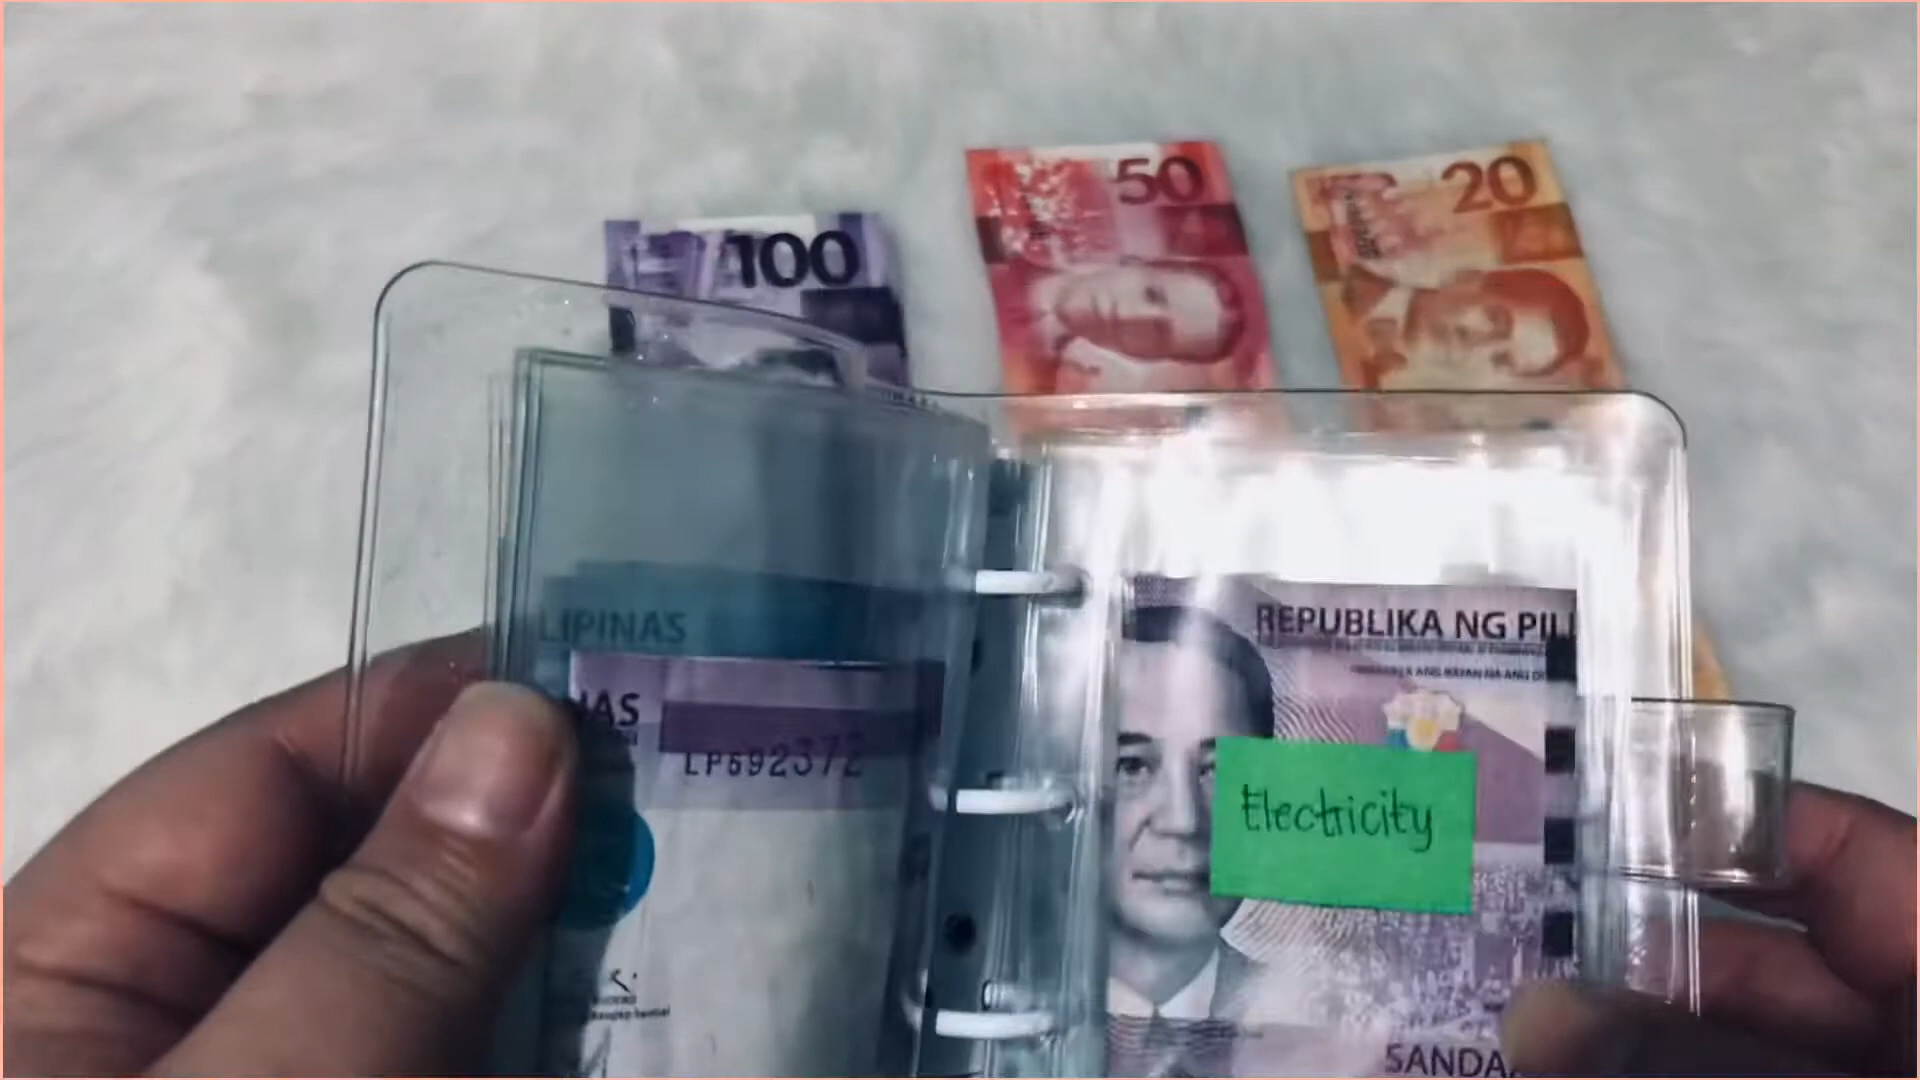 100
50
20
LIPINAS
NAS
LP692372
REPUBLIKA NG PILI
Electricity
SANDA